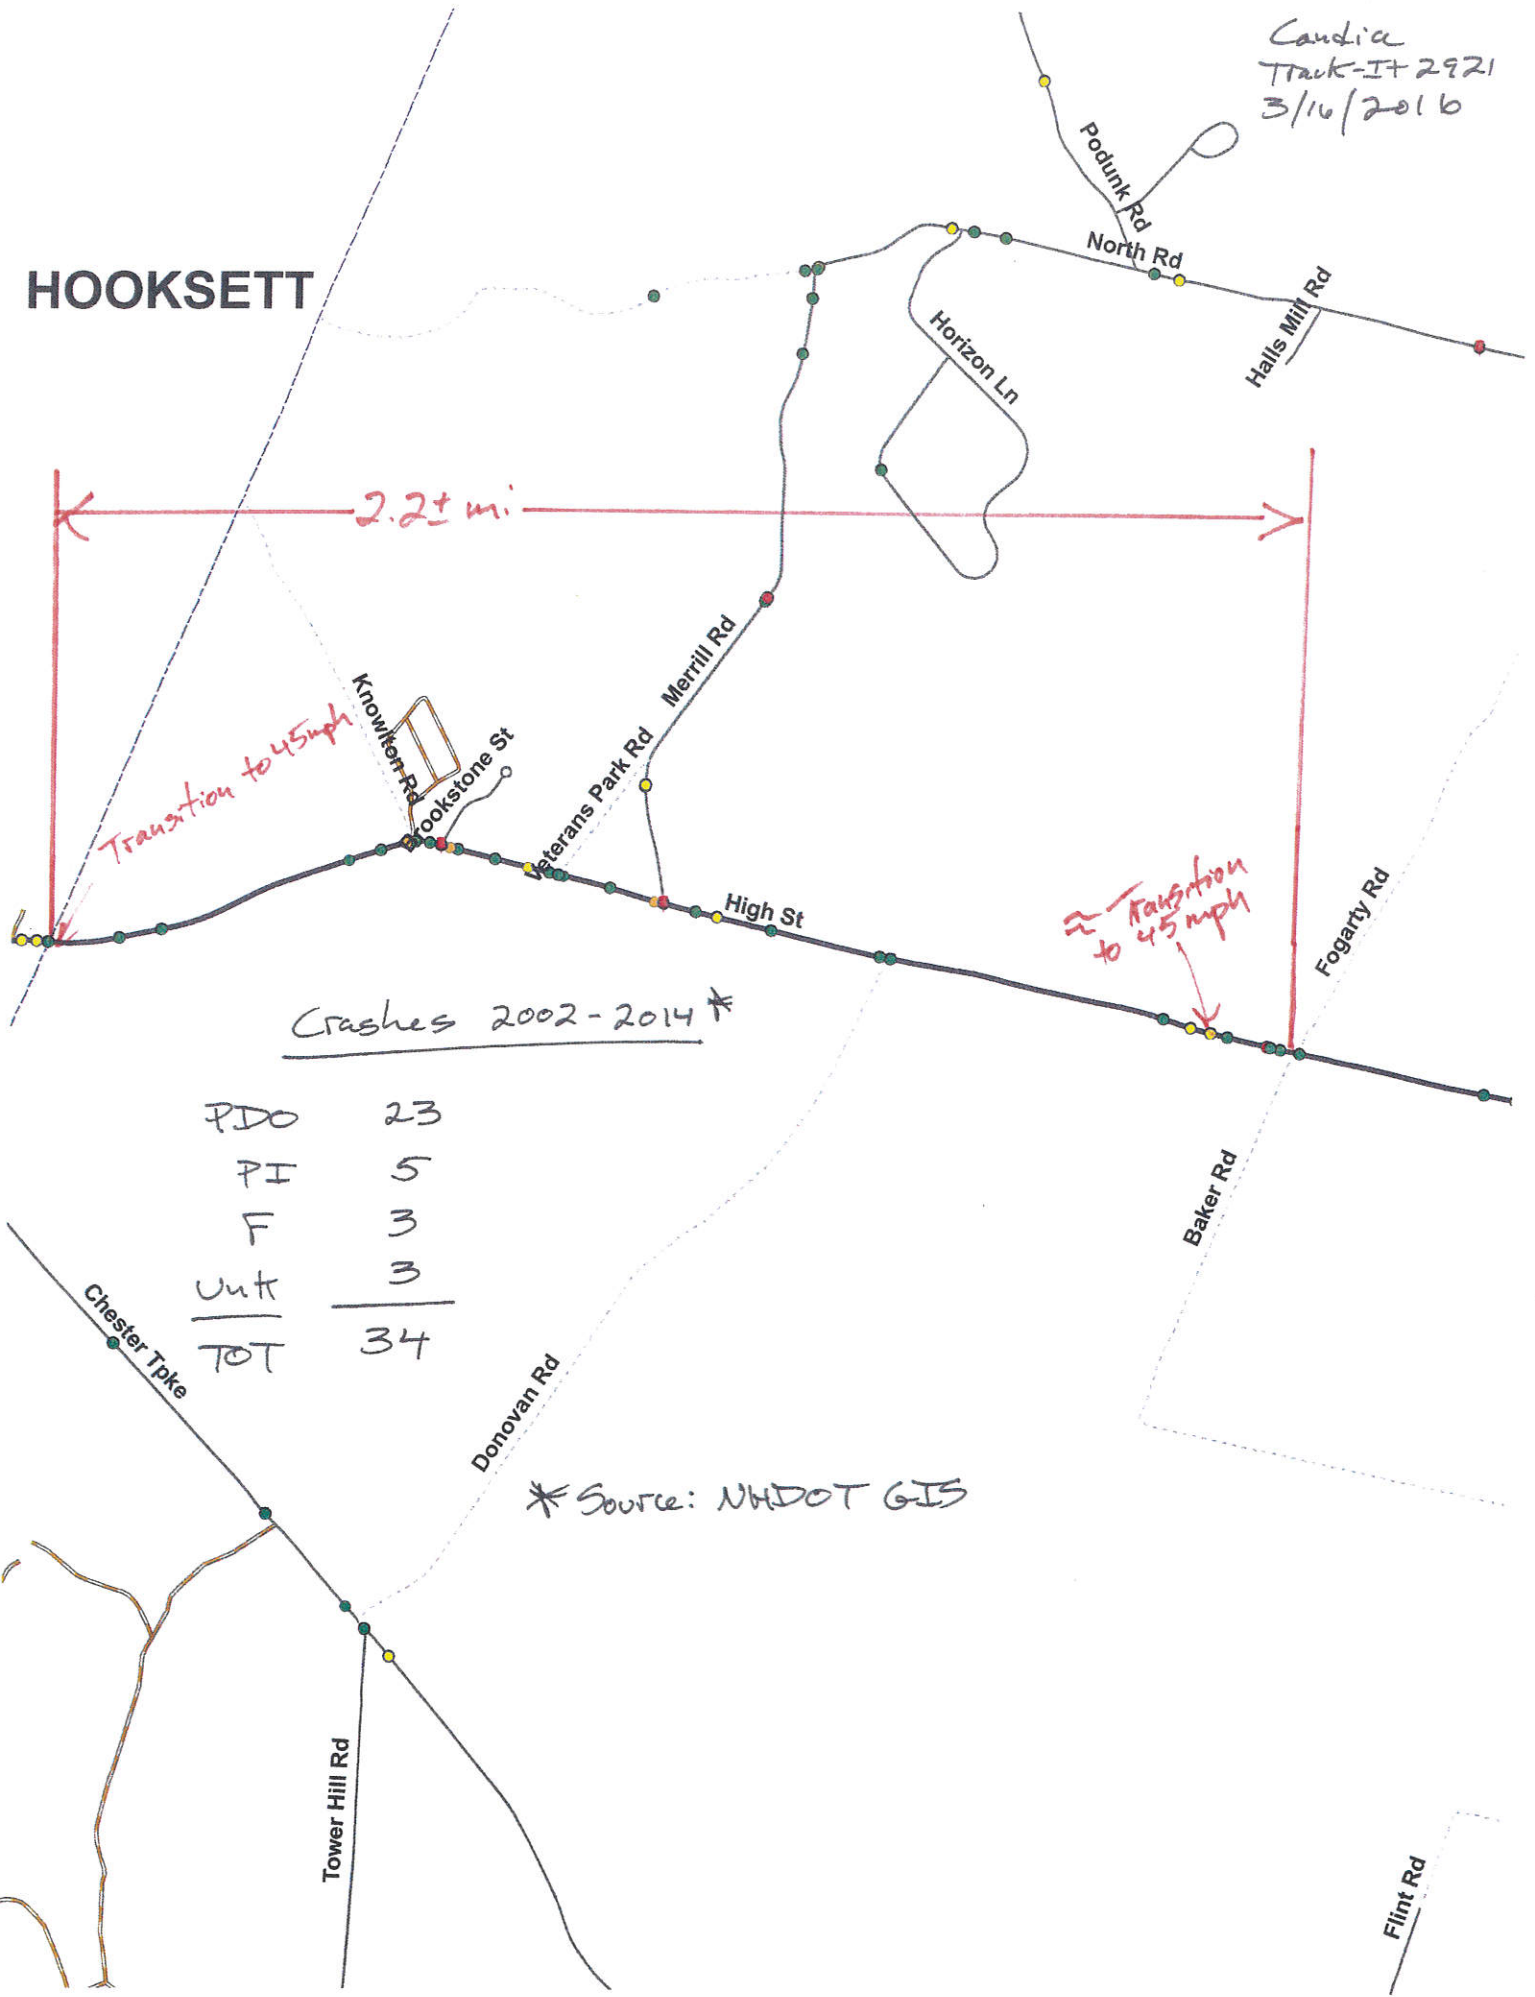 Candia
Track-It 2921
3/16/2016
Podunk Rd
North Rd
HOOKSETT
Halls Mill Rd
Horizon Ln
2.2± mi
Merrill Rd
Knowlton Rd
Transition to 45mph
Brookstone St
Veterans Park Rd
High St
≈ Transition
to 45 mph
Fogarty Rd
Crashes 2002-2014*
PDO 23
PI 5
F 3
Unk 3
TOT 34
Baker Rd
Chester Tpke
Donovan Rd
* Source: NHDOT GIS
Tower Hill Rd
Flint Rd